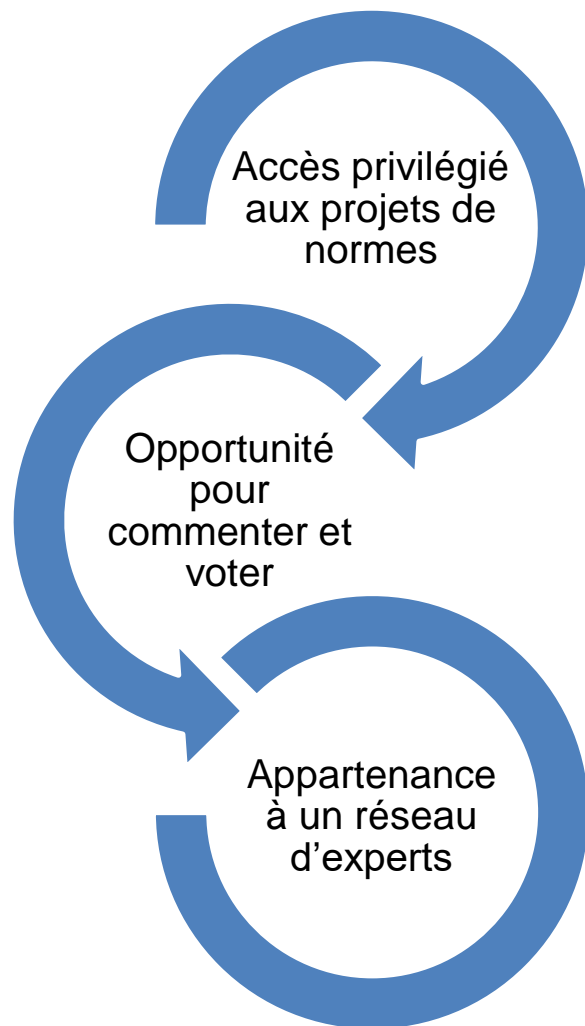 Accès privilégié
aux projets de
normes
Opportunité
pour
commenter et
voter
Appartenance
à un réseau
d’experts